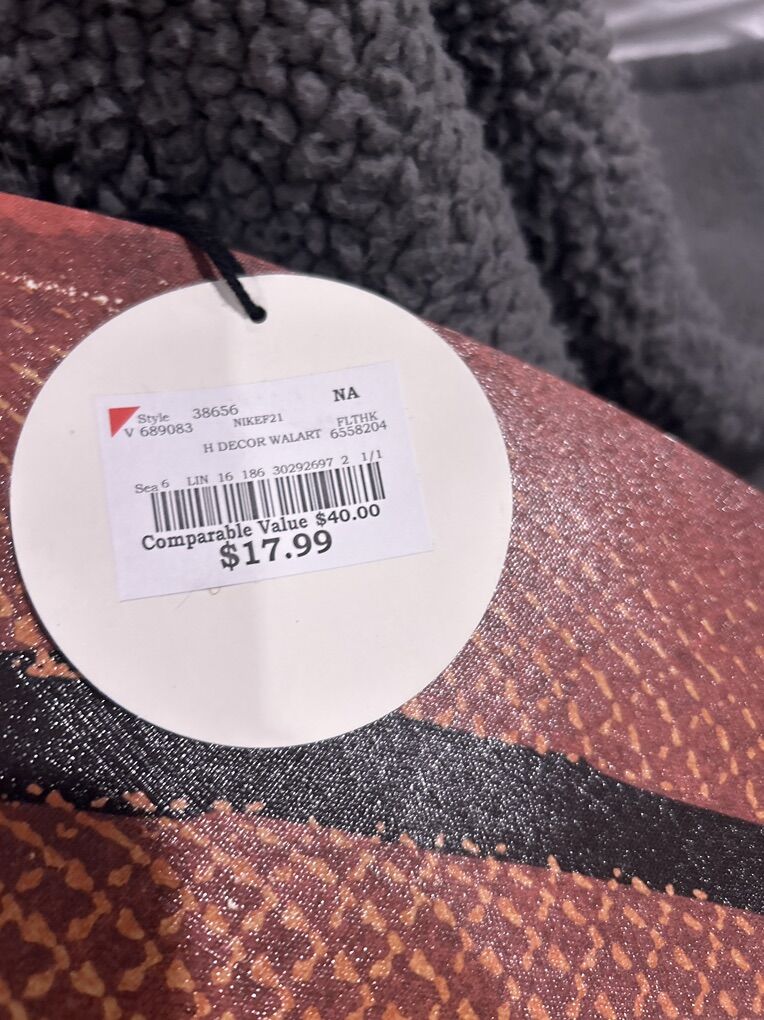 NA
Style 38656
V 689083 NIKEF21 FLTHK
H DECOR WALART 6558204
Sea 6 LIN 16 186 30292697 2 1/1
Comparable Value $40.00
$17.99